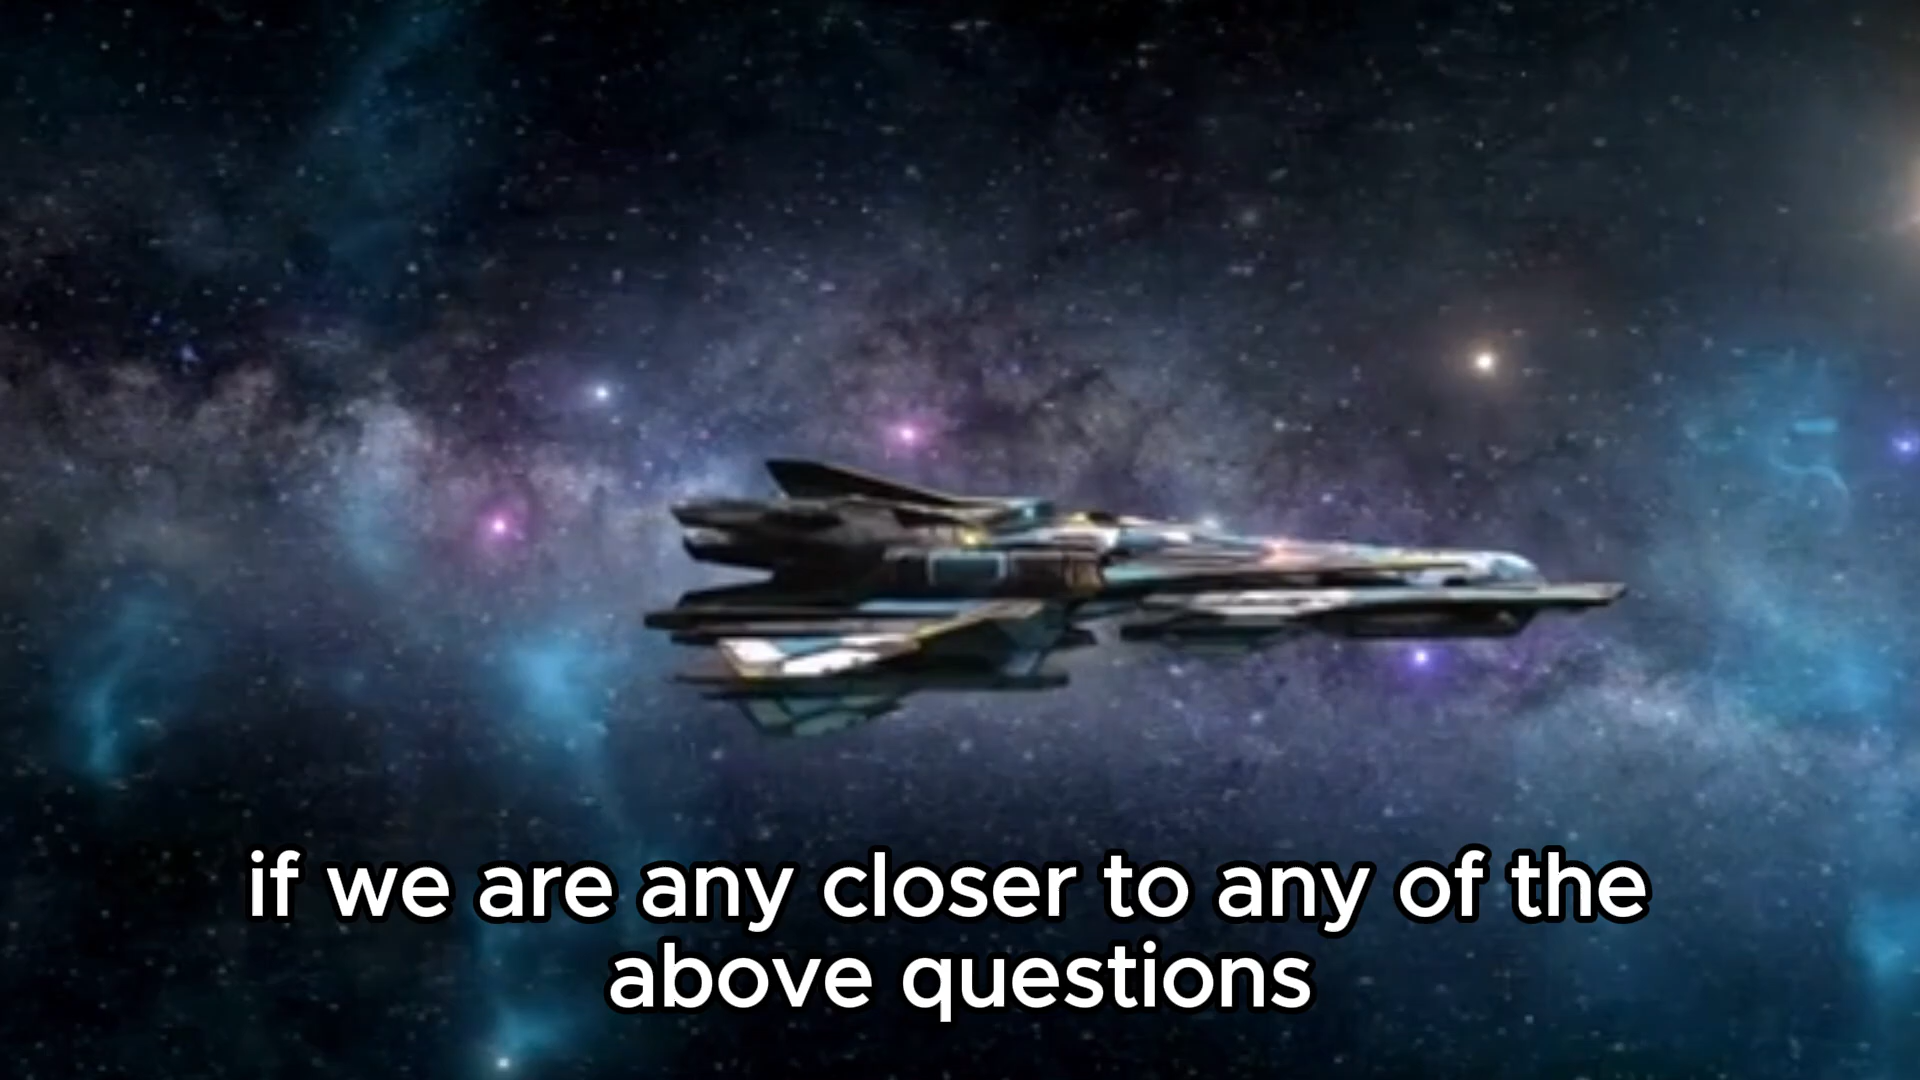 if we are any closer to any of the
above questions